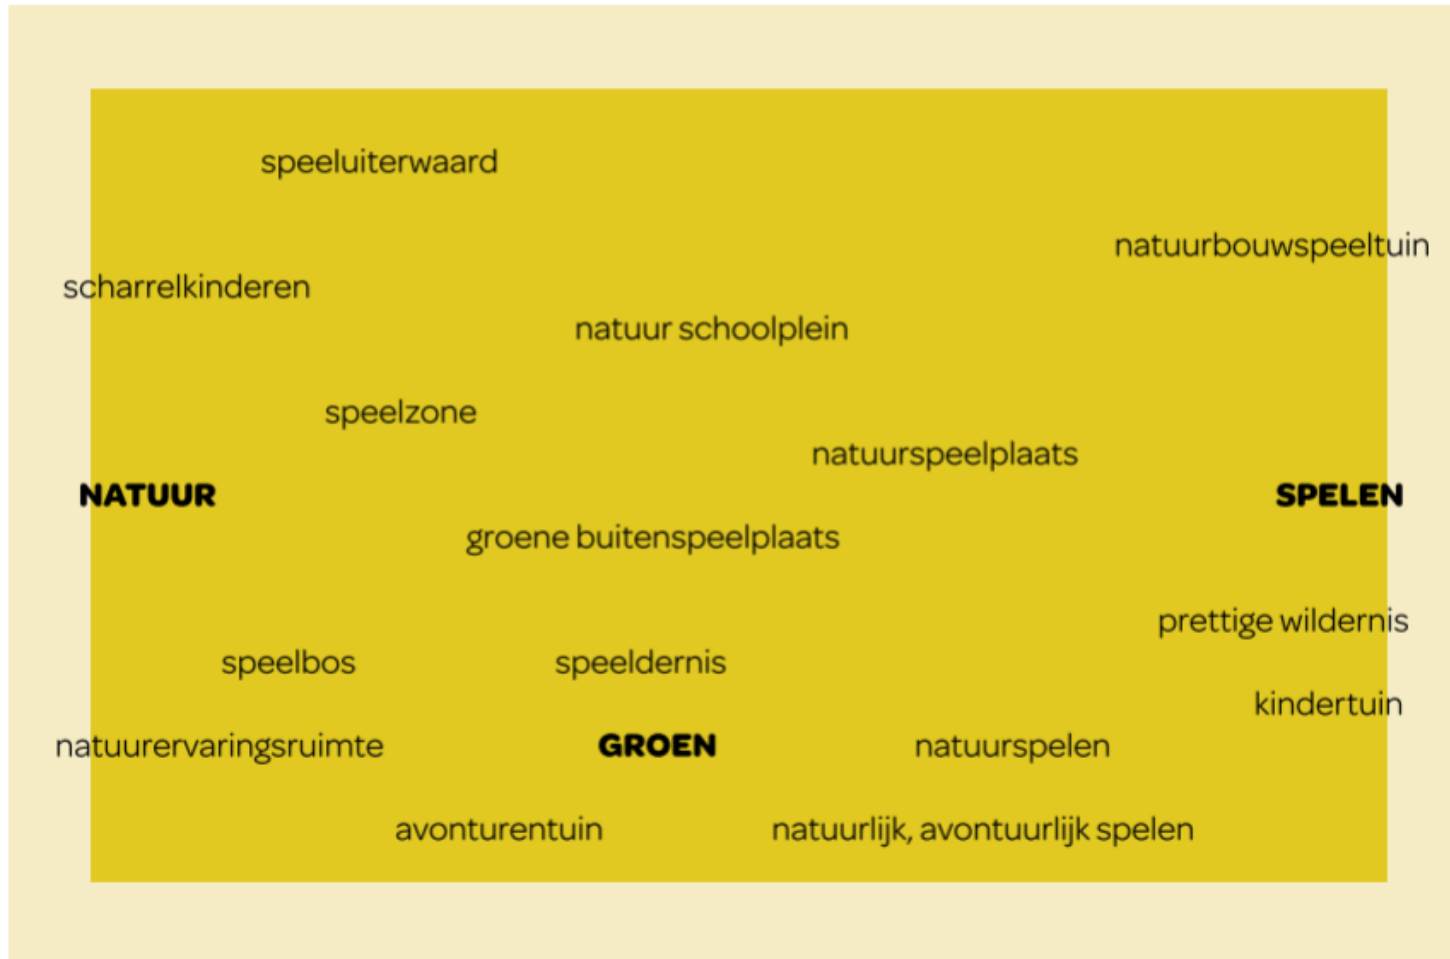 speeluiterwaard
natuurbouwspeeltuin
scharrelkinderen
natuur schoolplein
speelzone
natuurspeelplaats
NATUUR
SPELEN
groene buitenspeelplaats
prettige wildernis
speelbos
speeldernis
kindertuin
natuurervaringsruimte
GROEN
natuurspelen
avonturentuin
natuurlijk, avontuurlijk spelen